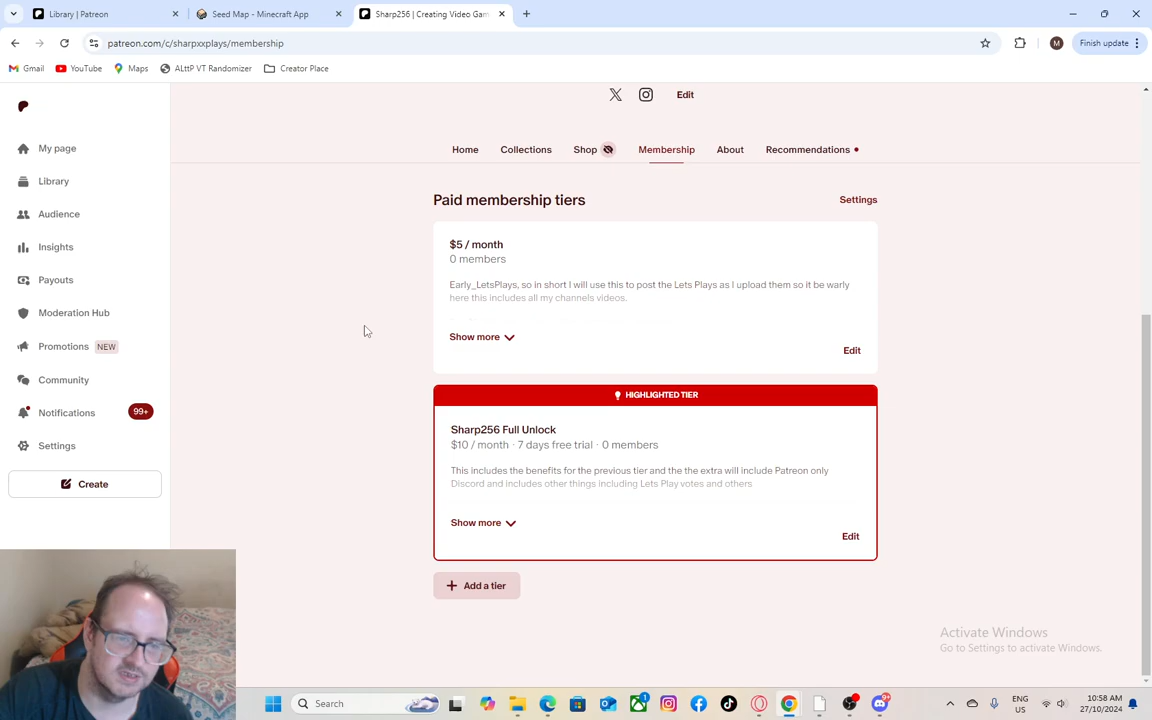 Library | Patreon
Seed Map - Minecraft App
Sharp256 | Creating Video Gam
patreon.com/c/sharpxxplays/membership
M
Finish update
Gmail
YouTube
Maps
ALttP VT Randomizer
Creator Place
My page
Library
Audience
Insights
Payouts
Moderation Hub
Promotions NEW
Community
Notifications 99+
Settings
Create
Edit
Home Collections Shop Membership About Recommendations
Paid membership tiers
Settings
$5 / month
0 members
Early_LetsPlays, so in short I will use this to post the Lets Plays as I upload them so it be warly
here this includes all my channels videos.
Show more
Edit
HIGHLIGHTED TIER
Sharp256 Full Unlock
$10 / month · 7 days free trial · 0 members
This includes the benefits for the previous tier and the the extra will include Patreon only
Discord and includes other things including Lets Play votes and others
Show more
Edit
Add a tier
Activate Windows
Go to Settings to activate Windows.
Search
1
9+
ENG
US
10:58 AM
27/10/2024